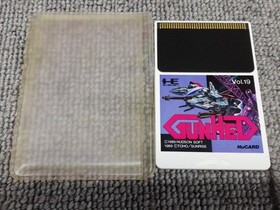 Vol.19
GUNHED
©1989 HUDSON SOFT
1989 ©TOHO/SUNRISE
HuCARD